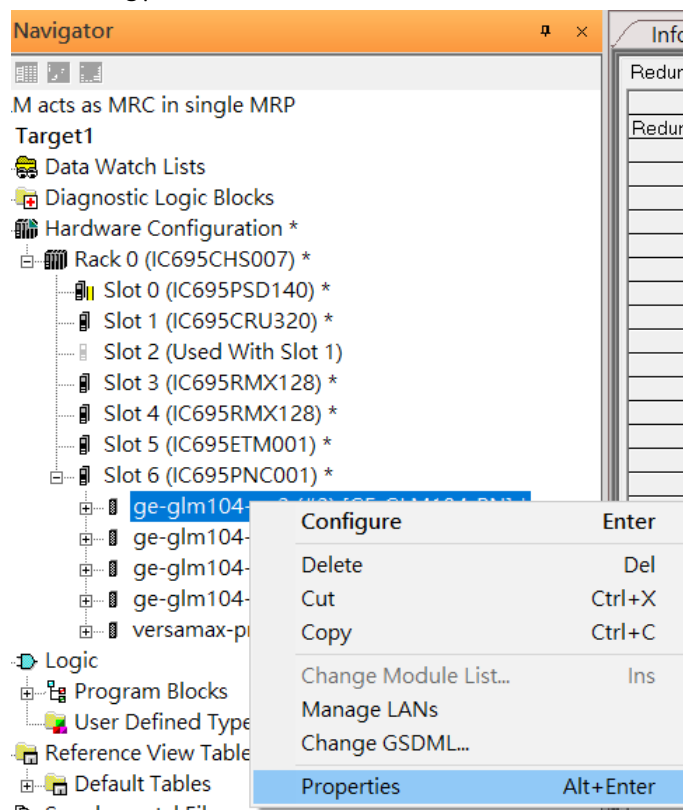 Navigator
Info
Redun
M acts as MRC in single MRP
Redun
Target1
Data Watch Lists
Diagnostic Logic Blocks
Hardware Configuration *
Rack 0 (IC695CHS007) *
Slot 0 (IC695PSD140) *
Slot 1 (IC695CRU320) *
Slot 2 (Used With Slot 1)
Slot 3 (IC695RMX128) *
Slot 4 (IC695RMX128) *
Slot 5 (IC695ETM001) *
Slot 6 (IC695PNC001) *
ge-glm104-
ge-glm104-
ge-glm104-
ge-glm104-
versamax-p
Configure Enter
Delete Del
Cut Ctrl+X
Copy Ctrl+C
Change Module List... Ins
Manage LANs
Change GSDML...
Properties Alt+Enter
Logic
Program Blocks
User Defined Type
Reference View Table
Default Tables